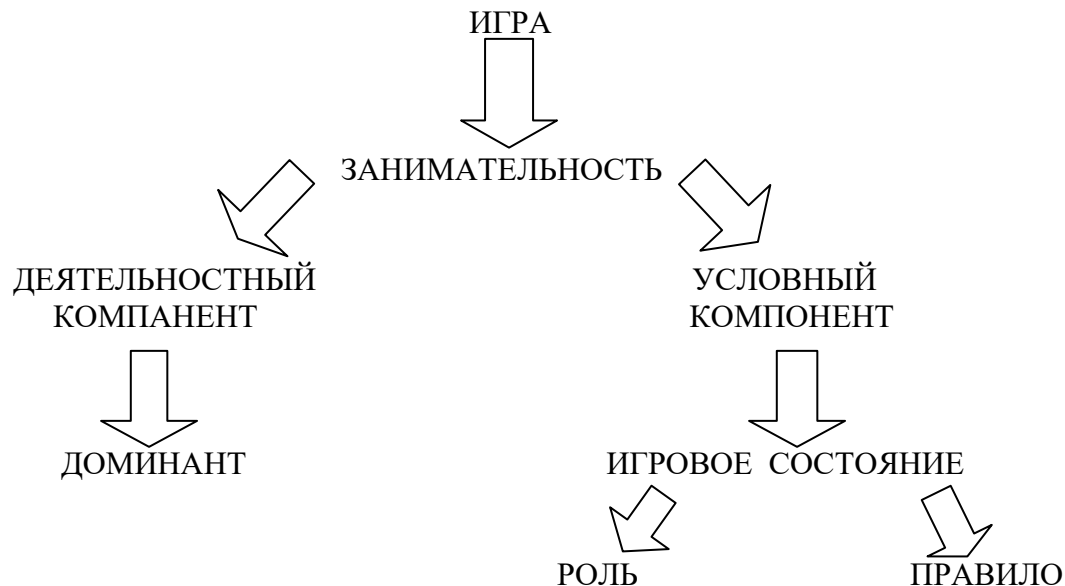 ИГРА
ЗАНИМАТЕЛЬНОСТЬ
ДЕЯТЕЛЬНОСТНЫЙ
КОМПАНЕНТ
УСЛОВНЫЙ
КОМПОНЕНТ
ДОМИНАНТ
ИГРОВОЕ СОСТОЯНИЕ
РОЛЬ
ПРАВИЛО